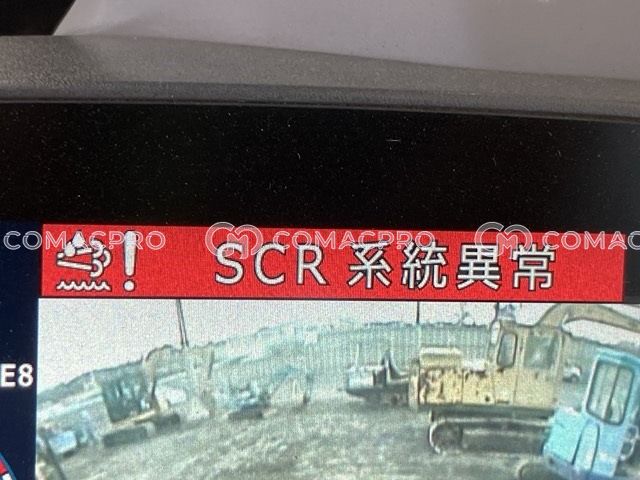 COMACPRO COMACPRO COMACPRO
! SCR 系統異常
E8